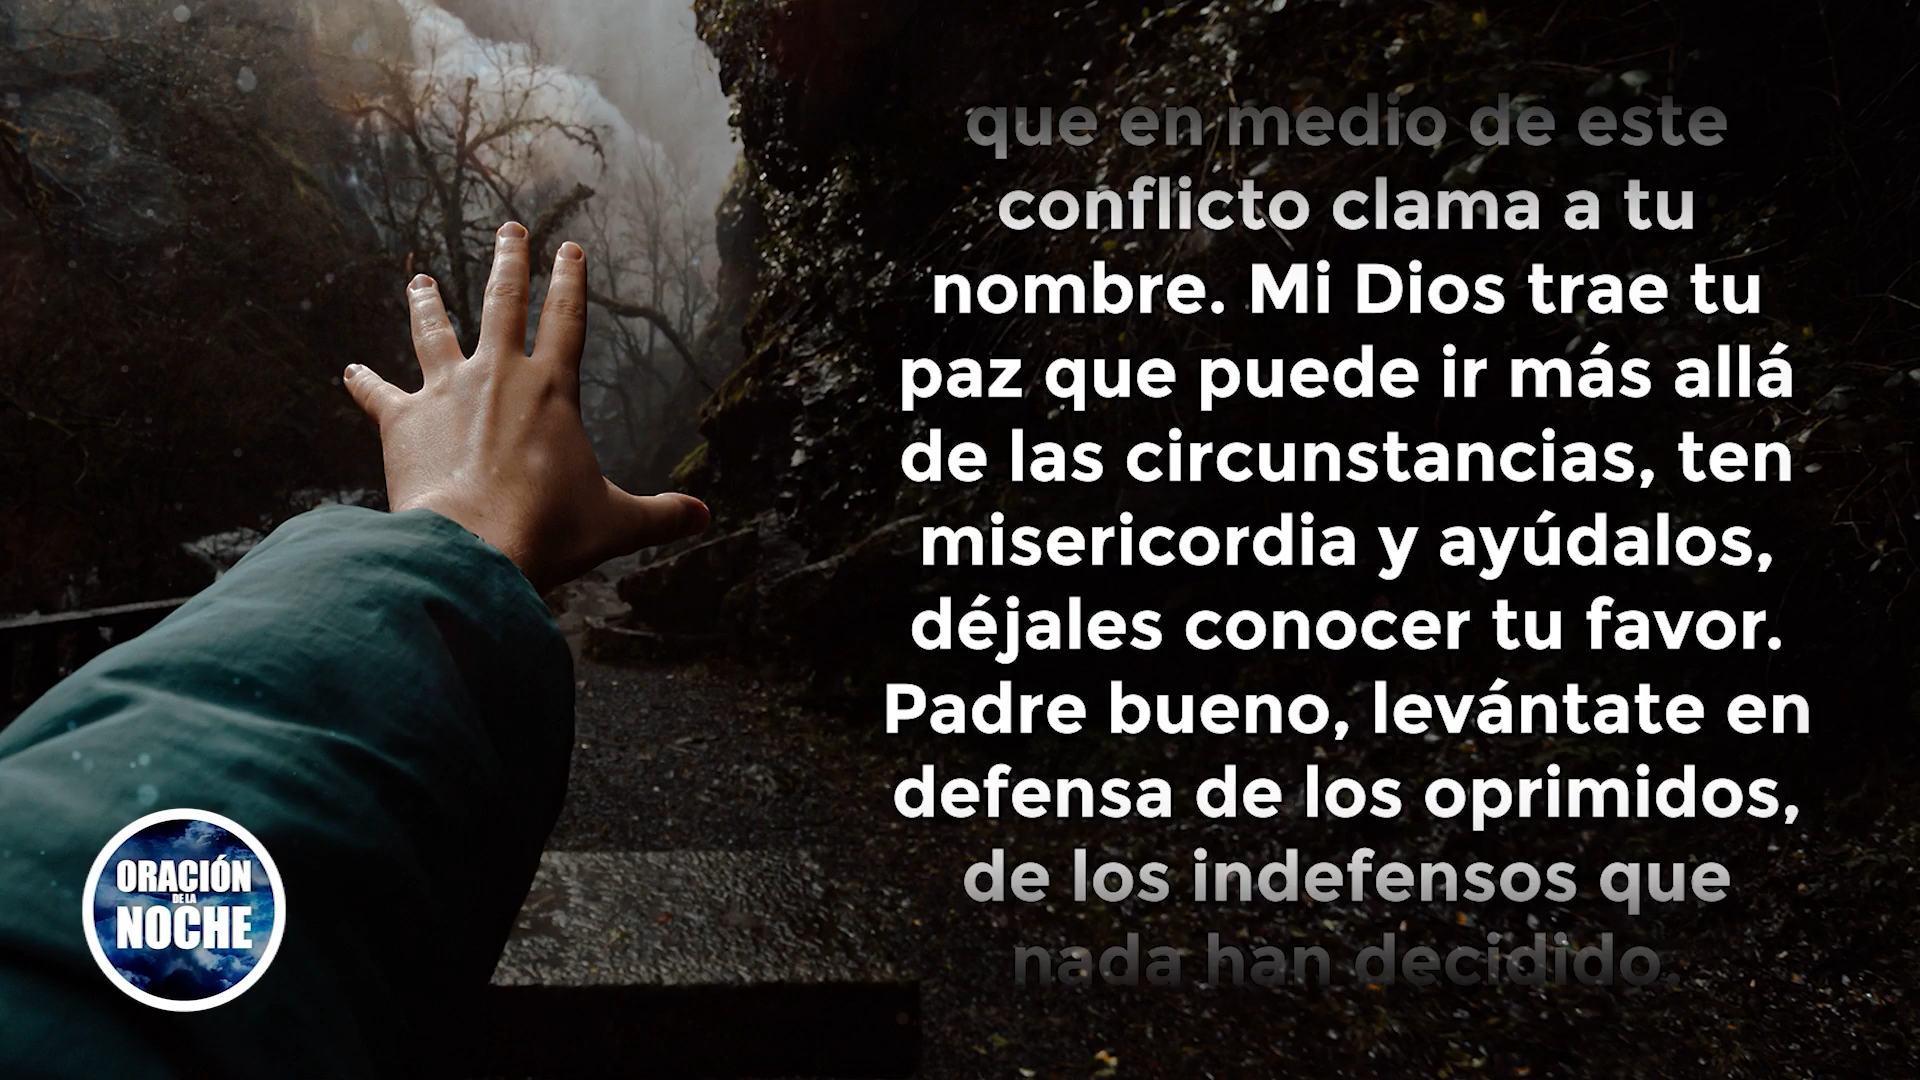 que en medio de este
conflicto clama a tu
nombre. Mi Dios trae tu
paz que puede ir más allá
de las circunstancias, ten
misericordia y ayúdalos,
déjales conocer tu favor.
Padre bueno, levántate en
defensa de los oprimidos,
de los indefensos que
nada han decidido.
ORACIÓN
DE LA
NOCHE